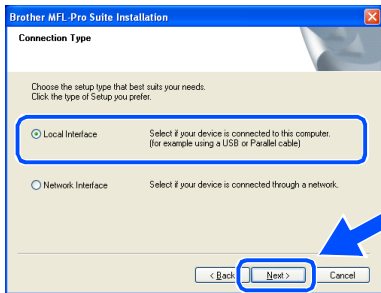 Brother MFL-Pro Suite Installation
Connection Type
Choose the setup type that best suits your needs.
Click the type of Setup you prefer.
Local Interface
Select if your device is connected to this computer.
(for example using a USB or Parallel cable)
Network Interface
Select if your device is connected through a network.
< Back
Next >
Cancel